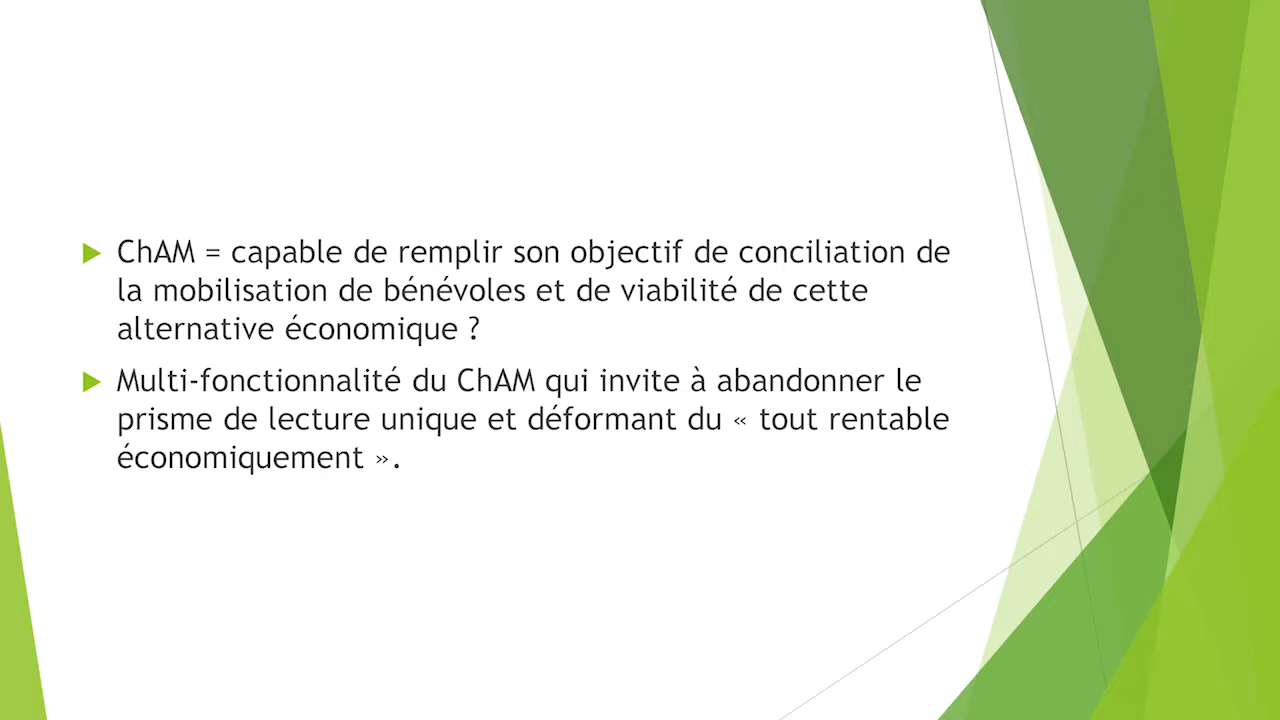 ChAM = capable de remplir son objectif de conciliation de
la mobilisation de bénévoles et de viabilité de cette
alternative économique ?
Multi-fonctionnalité du ChAM qui invite à abandonner le
prisme de lecture unique et déformant du « tout rentable
économiquement ».